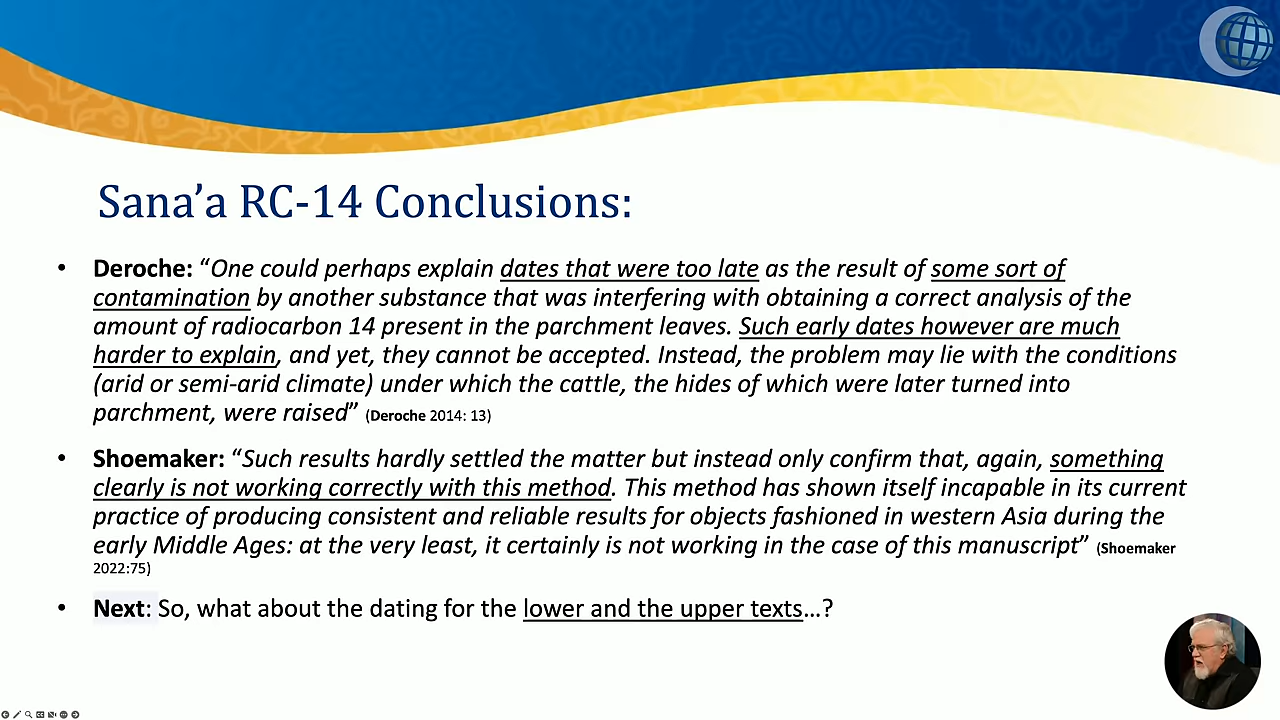 Sana’a RC-14 Conclusions:
• Deroche: “One could perhaps explain dates that were too late as the result of some sort of
contamination by another substance that was interfering with obtaining a correct analysis of the
amount of radiocarbon 14 present in the parchment leaves. Such early dates however are much
harder to explain, and yet, they cannot be accepted. Instead, the problem may lie with the conditions
(arid or semi-arid climate) under which the cattle, the hides of which were later turned into
parchment, were raised” (Deroche 2014: 13)
• Shoemaker: “Such results hardly settled the matter but instead only confirm that, again, something
clearly is not working correctly with this method. This method has shown itself incapable in its current
practice of producing consistent and reliable results for objects fashioned in western Asia during the
early Middle Ages: at the very least, it certainly is not working in the case of this manuscript” (Shoemaker
2022:75)
• Next: So, what about the dating for the lower and the upper texts…?